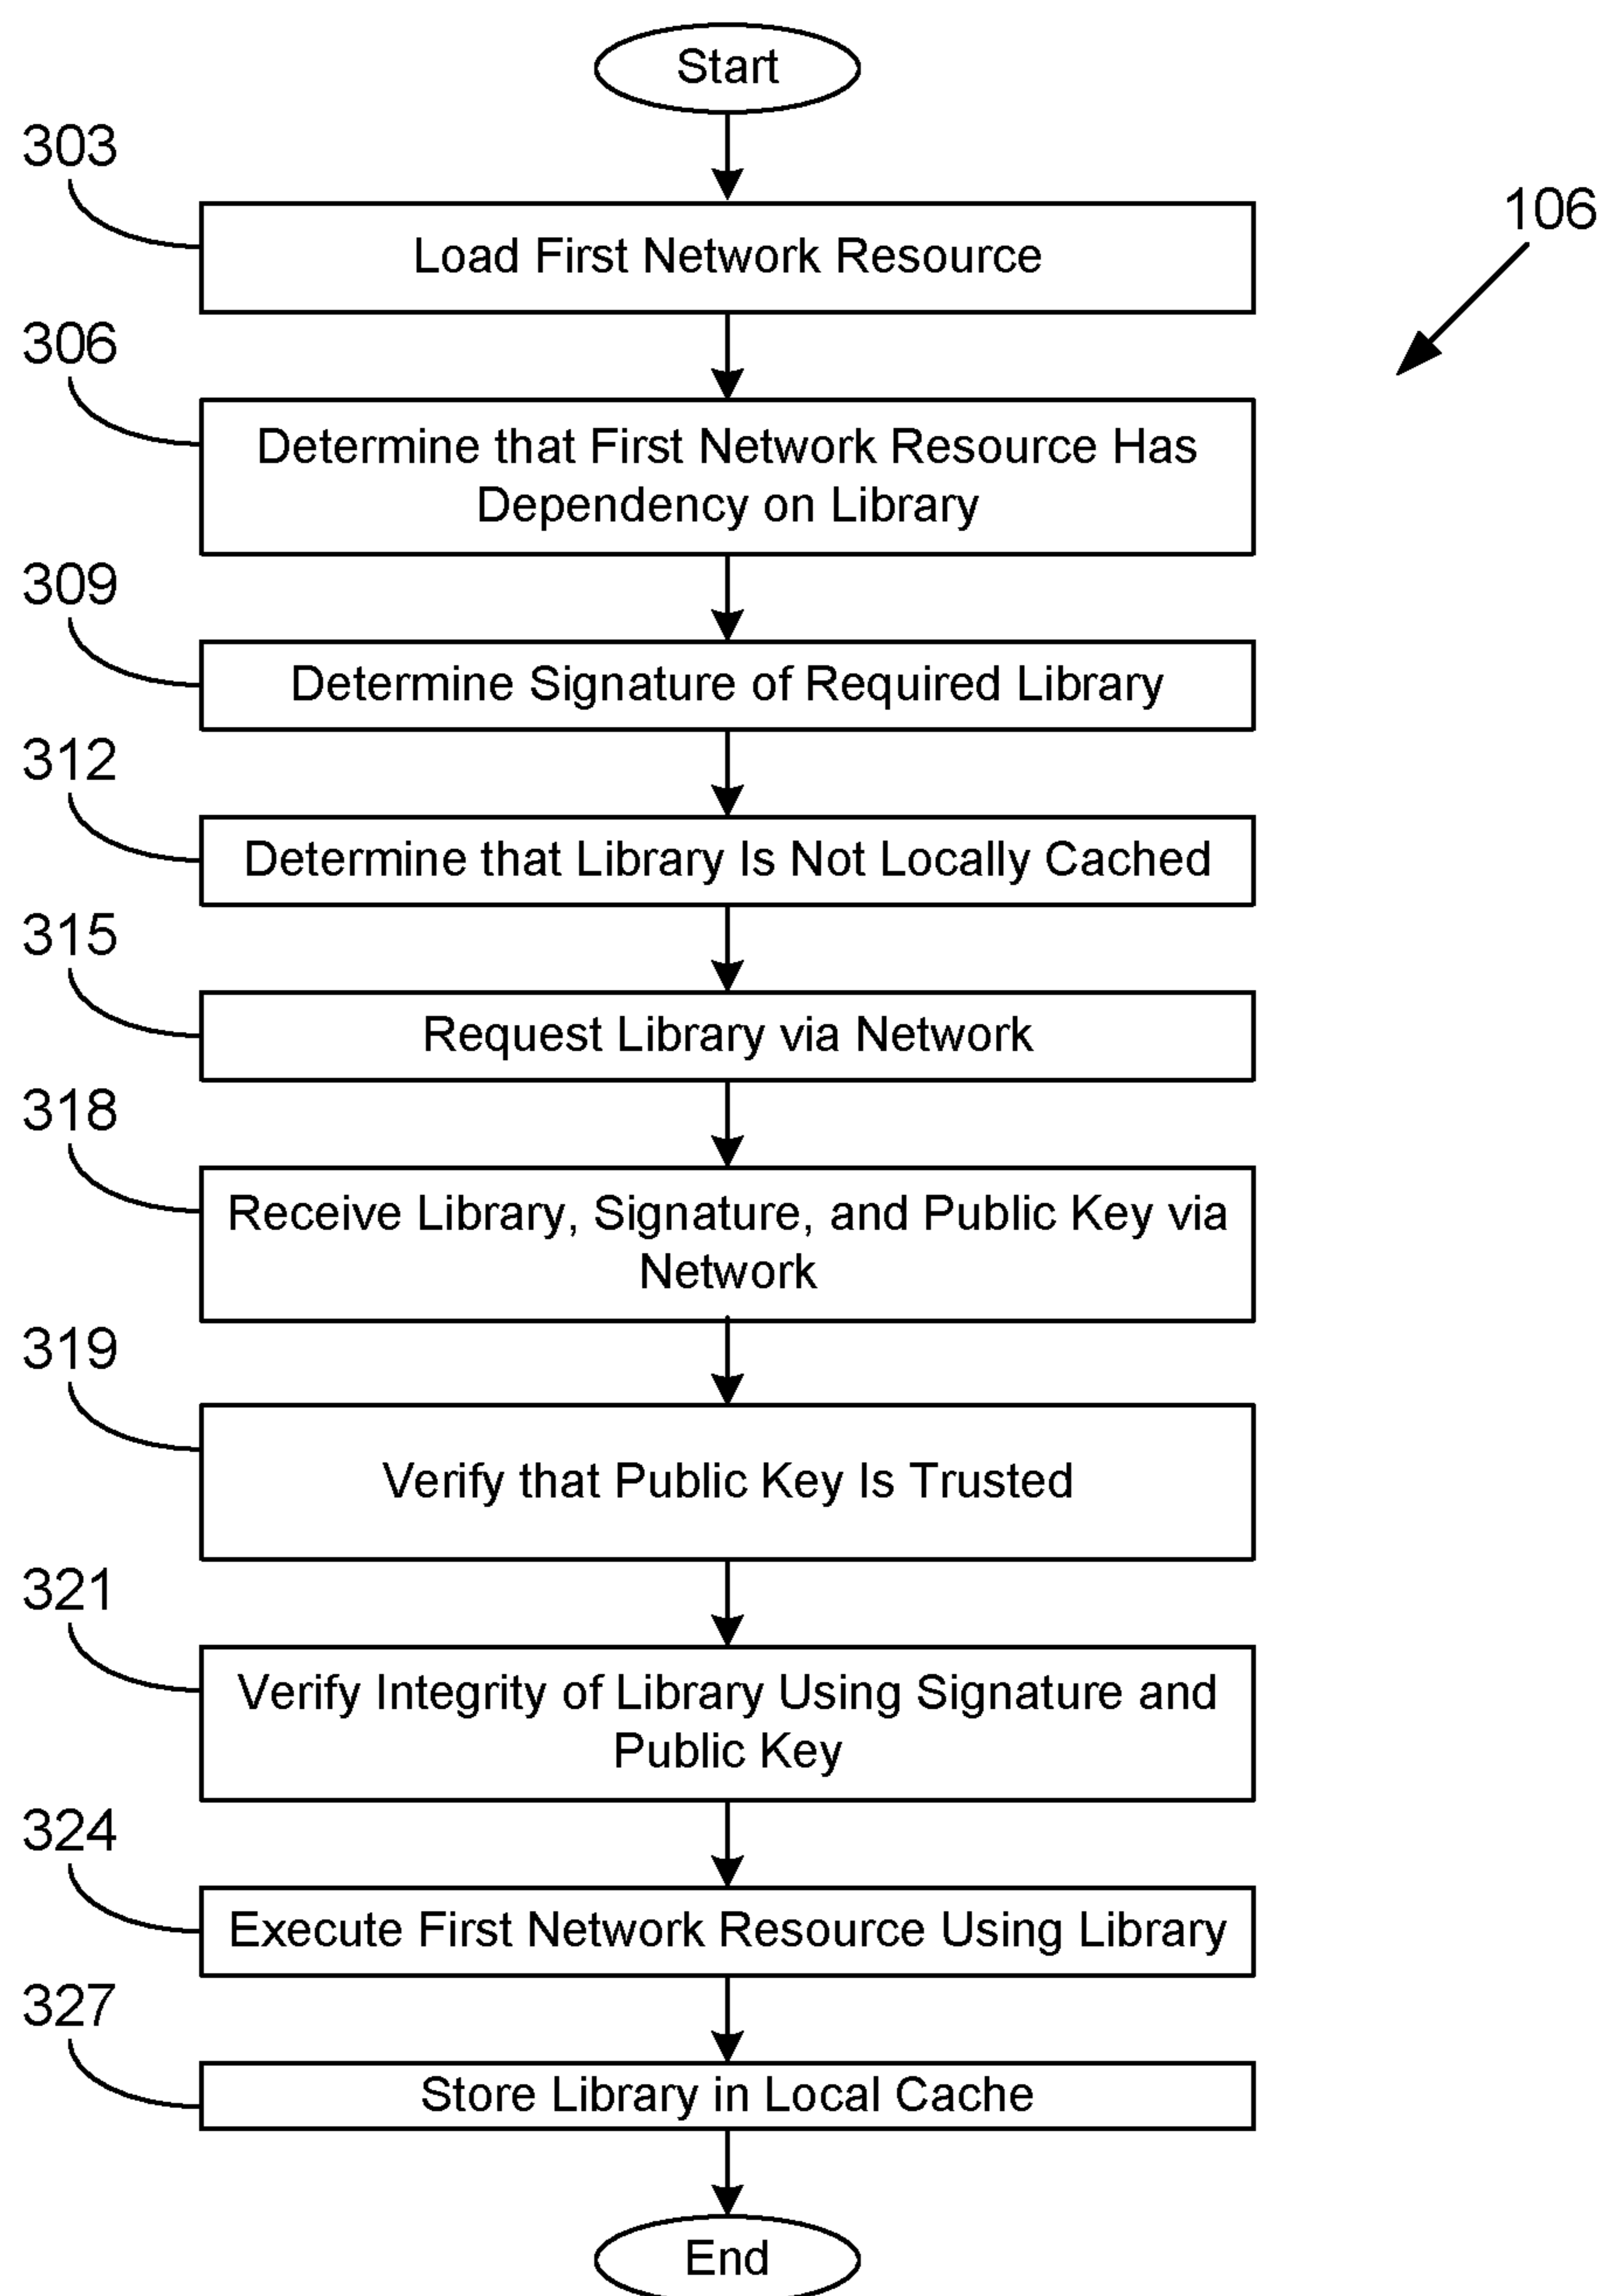 Start
303
Load First Network Resource
106
306
Determine that First Network Resource Has
Dependency on Library
309
Determine Signature of Required Library
312
Determine that Library Is Not Locally Cached
315
Request Library via Network
318
Receive Library, Signature, and Public Key via
Network
319
Verify that Public Key Is Trusted
321
Verify Integrity of Library Using Signature and
Public Key
324
Execute First Network Resource Using Library
327
Store Library in Local Cache
End